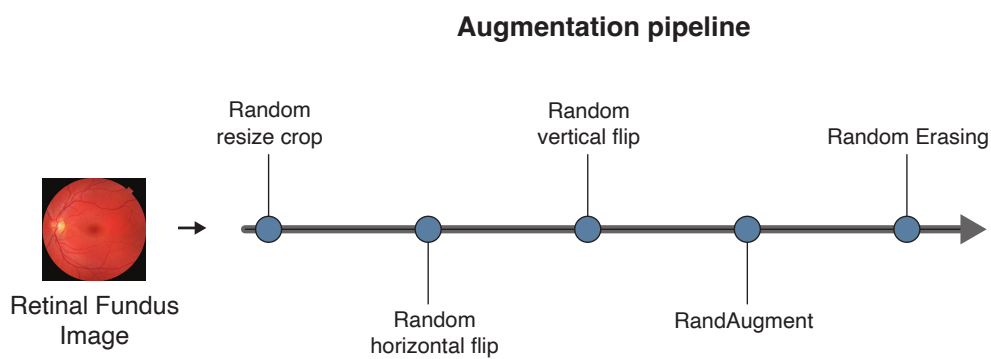 Augmentation pipeline
Random
resize crop
Random
vertical flip
Random Erasing
Retinal Fundus
Image
Random
horizontal flip
RandAugment